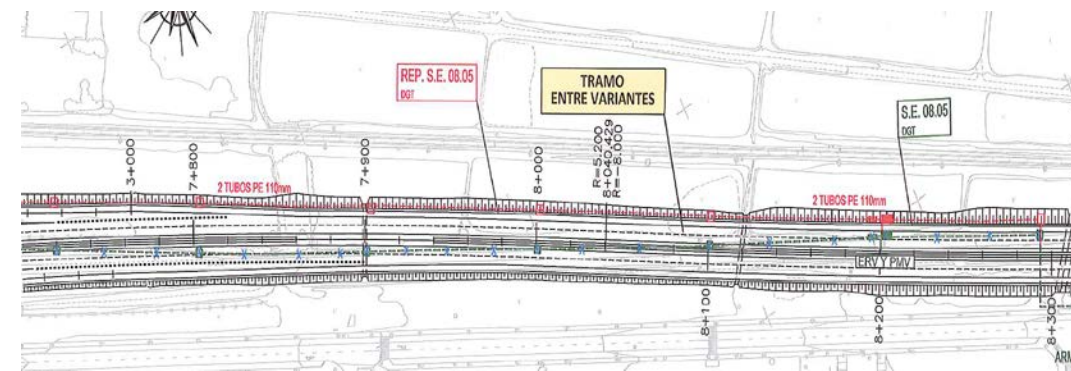 REP. S.E. 08.05
DGT
TRAMO
ENTRE VARIANTES
S.E. 08.05
DGT
3+000
7+800
7+900
8+000
R=5.200
8+040,429
R=-8.000
2 TUBOS PE 110mm
2 TUBOS PE 110mm
ERV Y PMV
8+100
8+200
8+300
ARM